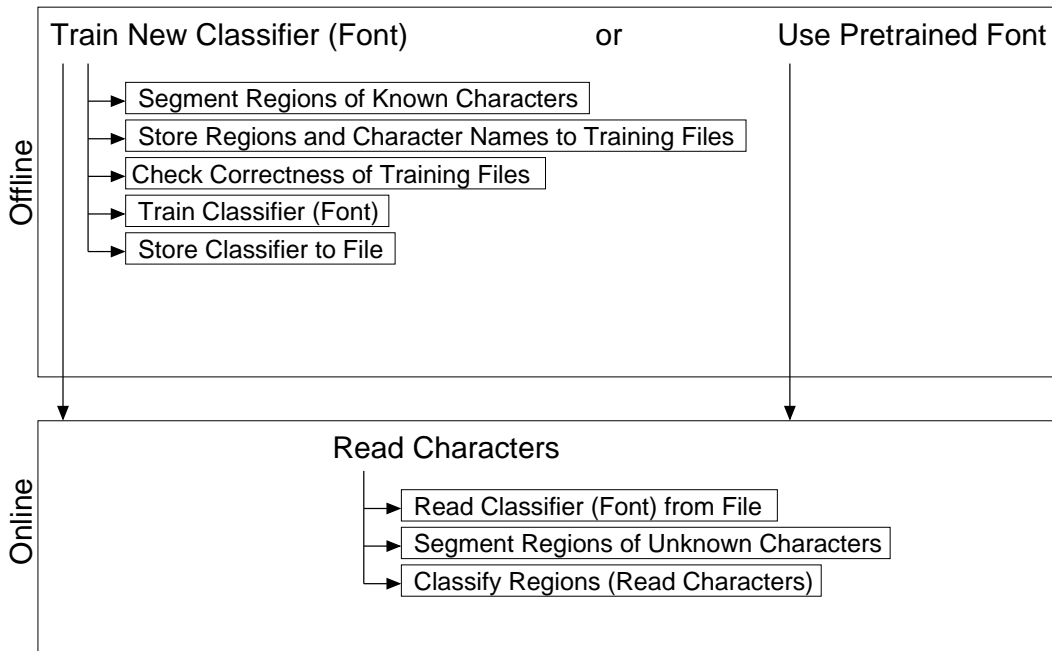 Train New Classifier (Font) or Use Pretrained Font
Segment Regions of Known Characters
Store Regions and Character Names to Training Files
Check Correctness of Training Files
Train Classifier (Font)
Store Classifier to File
Offline
Read Characters
Read Classifier (Font) from File
Segment Regions of Unknown Characters
Classify Regions (Read Characters)
Online